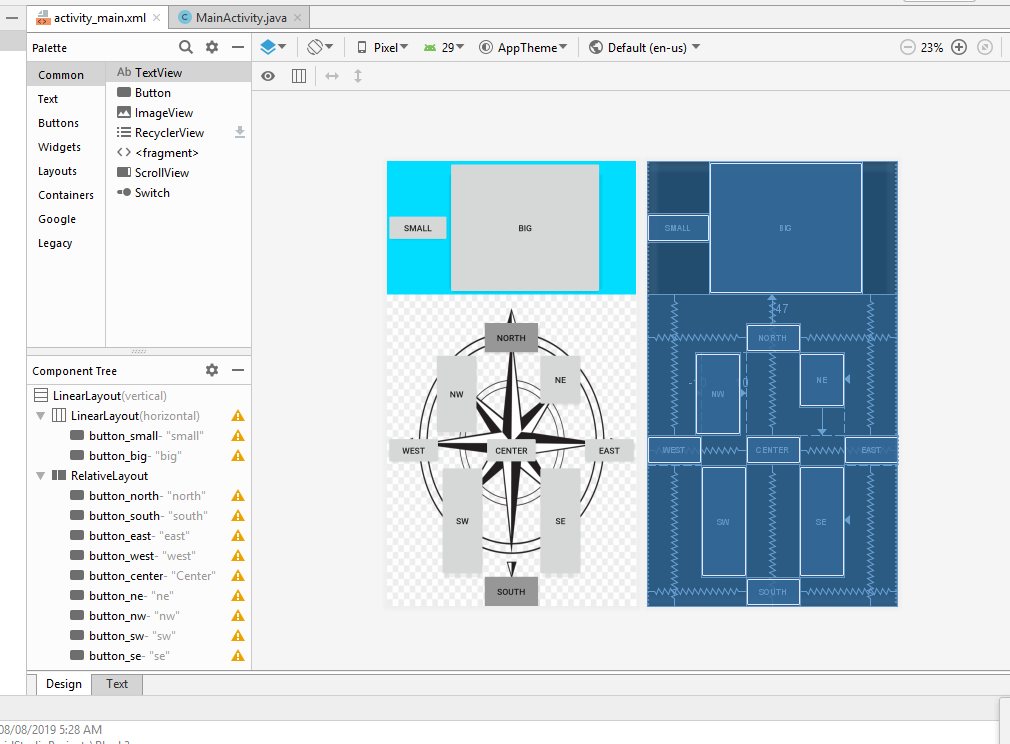 activity_main.xml MainActivity.java
Palette Pixel 29 AppTheme Default (en-us) 23%
Common
Text
Buttons
Widgets
Layouts
Containers
Google
Legacy
Ab TextView
Button
ImageView
RecyclerView
<fragment>
ScrollView
Switch
Component Tree
LinearLayout(vertical)
LinearLayout(horizontal)
button_small- "small"
button_big- "big"
RelativeLayout
button_north- "north"
button_south- "south"
button_east- "east"
button_west- "west"
button_center- "Center"
button_ne- "ne"
button_nw- "nw"
button_sw- "sw"
button_se- "se"
SMALL BIG
NORTH
NE
NW
WEST CENTER EAST
SW SE
SOUTH
SMALL BIG
47
NORTH
NE
NW
WEST CENTER EAST
SW SE
SOUTH
Design Text
08/08/2019 5:28 AM